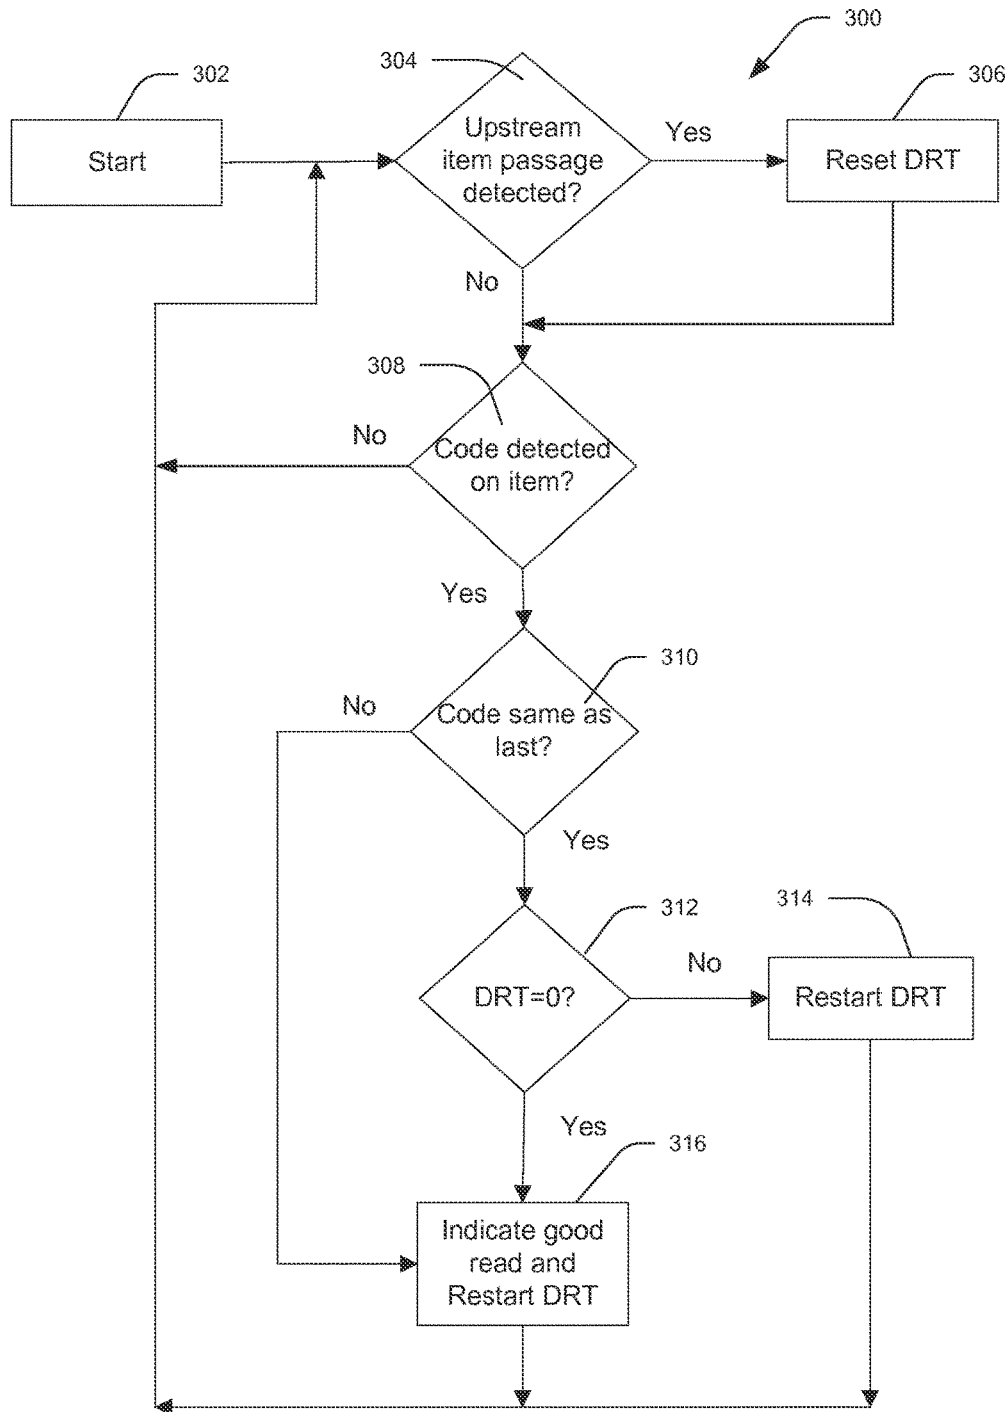 300
302
304
306
Start
Upstream
item passage
detected?
Yes
Reset DRT
No
308
No
Code detected
on item?
Yes
310
No
Code same as
last?
Yes
312
314
No
DRT=0?
Restart DRT
Yes
316
Indicate good
read and
Restart DRT